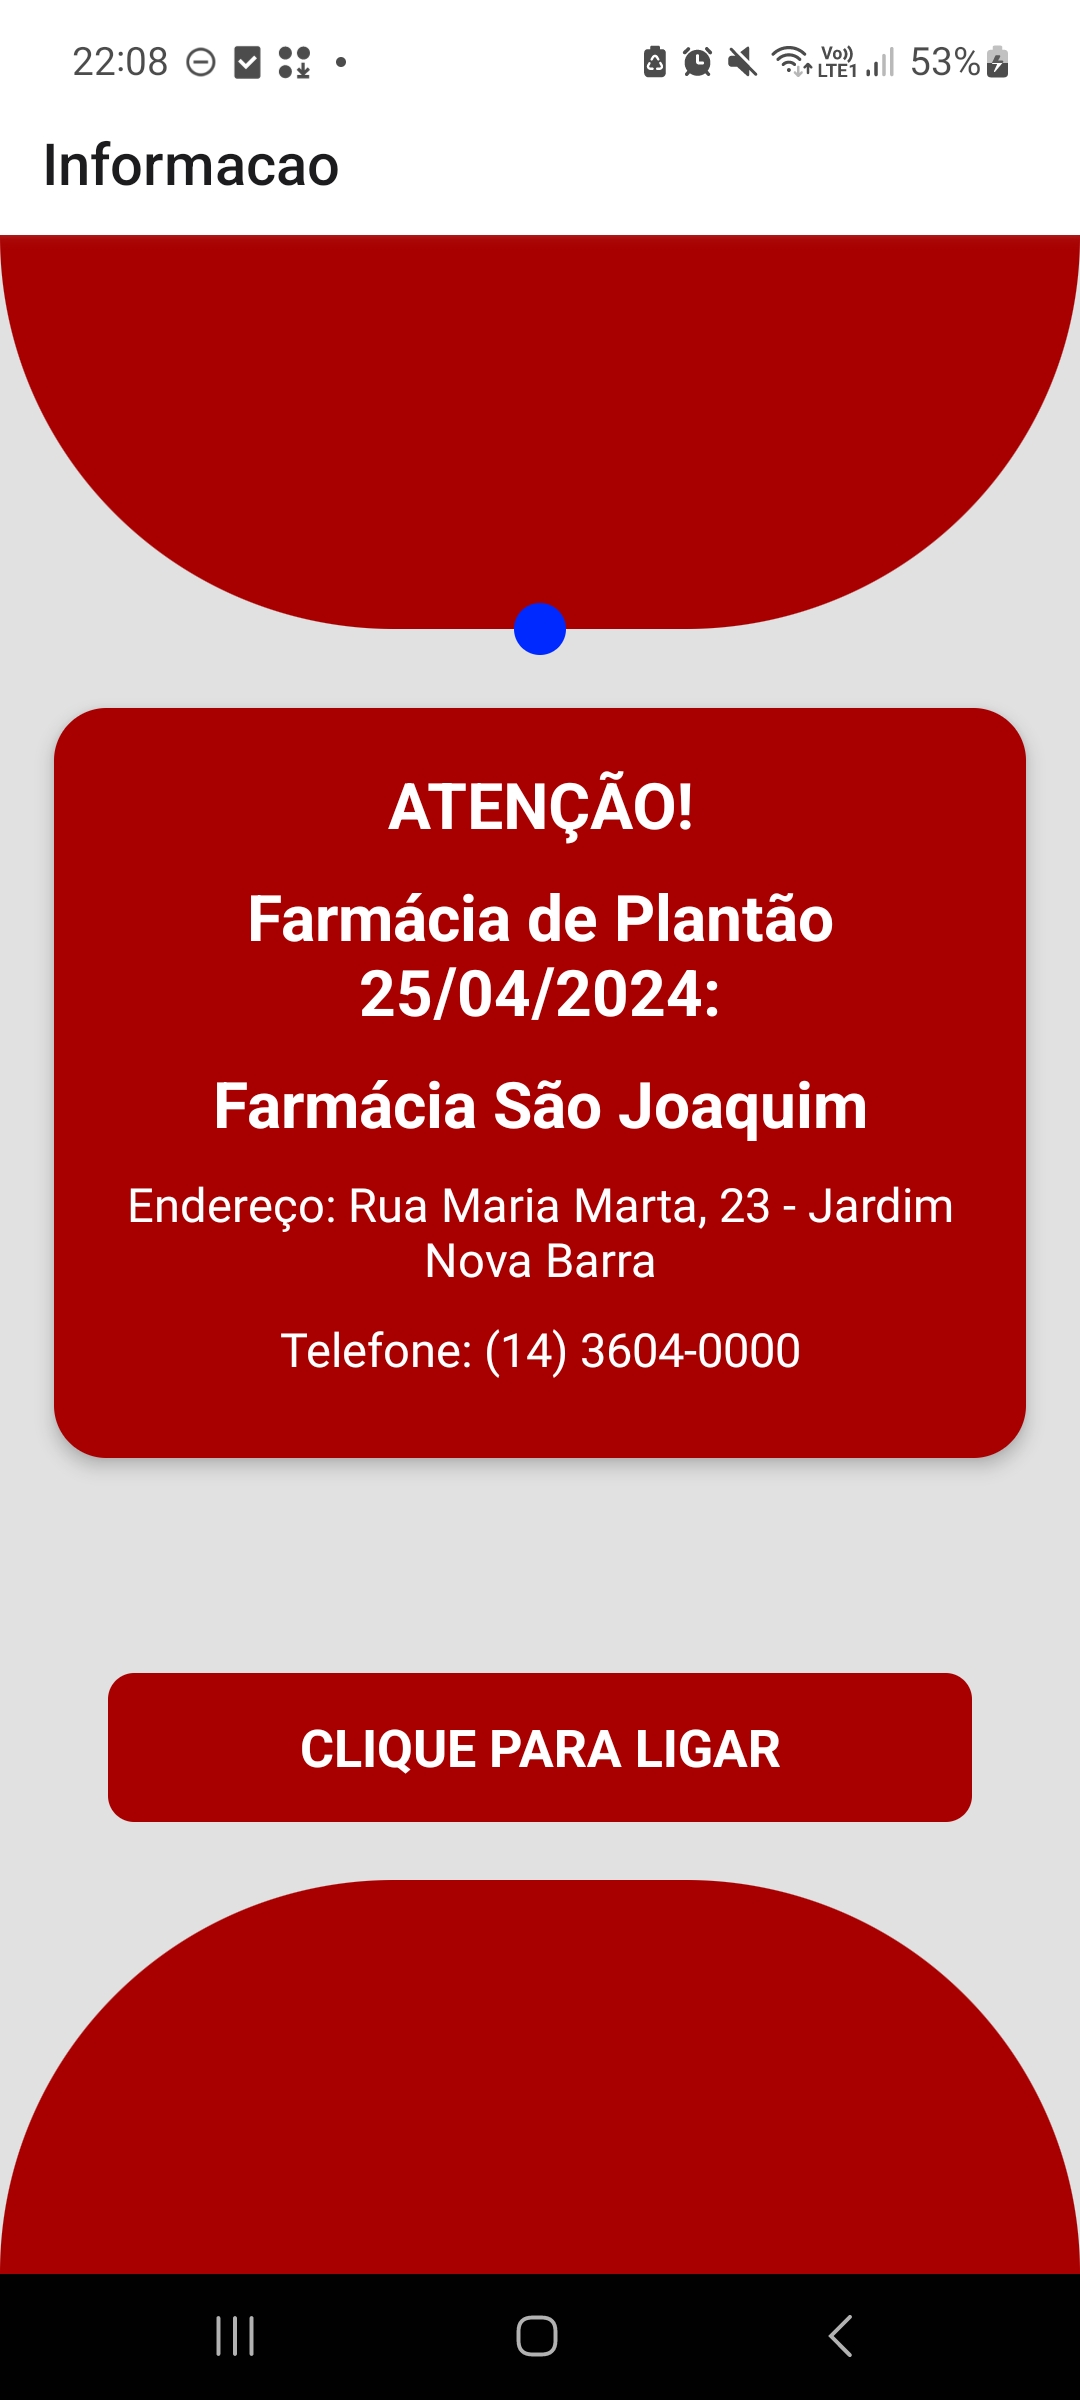 22:08
Vo)) LTE1 53%
Informacao
ATENÇÃO!
Farmácia de Plantão
25/04/2024:
Farmácia São Joaquim
Endereço: Rua Maria Marta, 23 - Jardim
Nova Barra
Telefone: (14) 3604-0000
CLIQUE PARA LIGAR